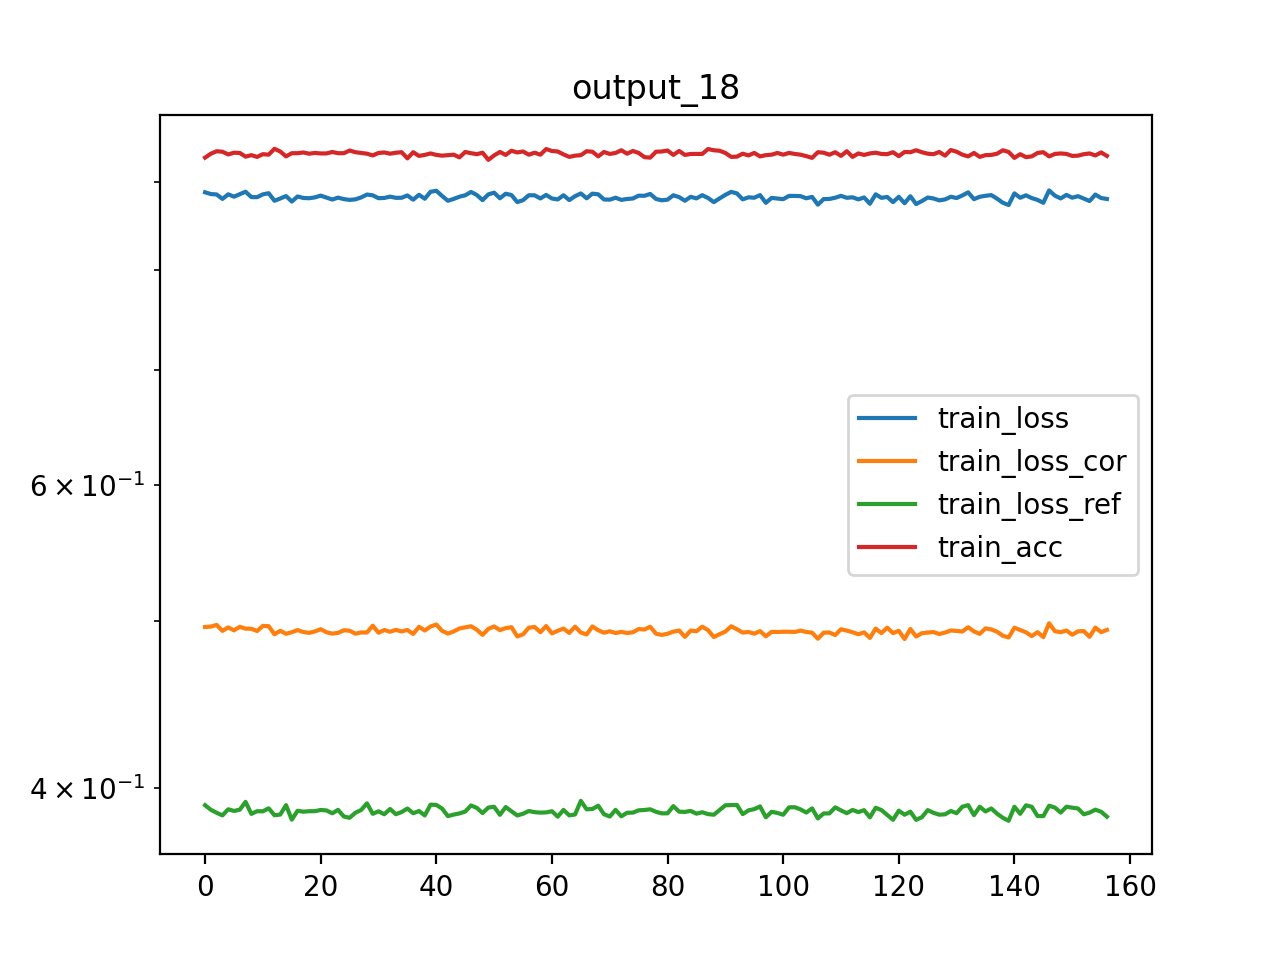 output_18
6 × 10⁻¹
4 × 10⁻¹
train_loss
train_loss_cor
train_loss_ref
train_acc
0 20 40 60 80 100 120 140 160